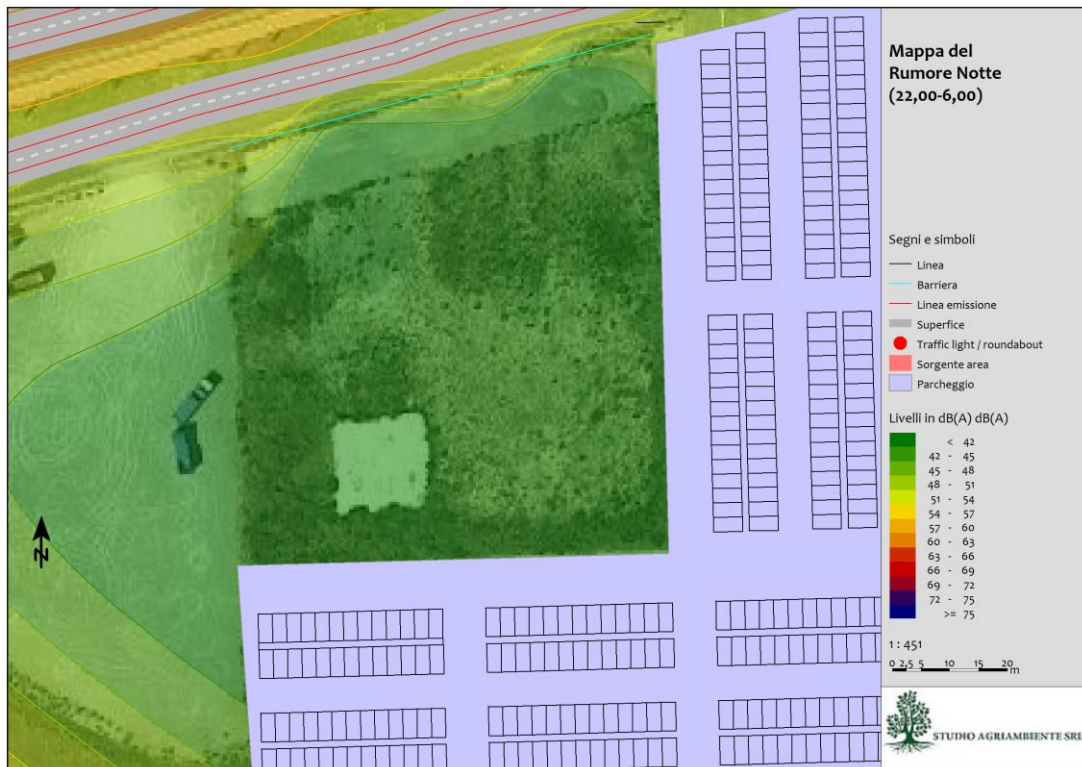 Mappa del
Rumore Notte
(22,00-6,00)
Segni e simboli
Linea
Barriera
Linea emissione
Superfice
Traffic light / roundabout
Sorgente area
Parcheggio
Livelli in dB(A) dB(A)
< 42
42 - 45
45 - 48
48 - 51
51 - 54
54 - 57
57 - 60
60 - 63
63 - 66
66 - 69
69 - 72
72 - 75
>= 75
1 : 451
0 2,5 5 10 15 20
m
N
STUDIO AGRIAMBIENTE SRL